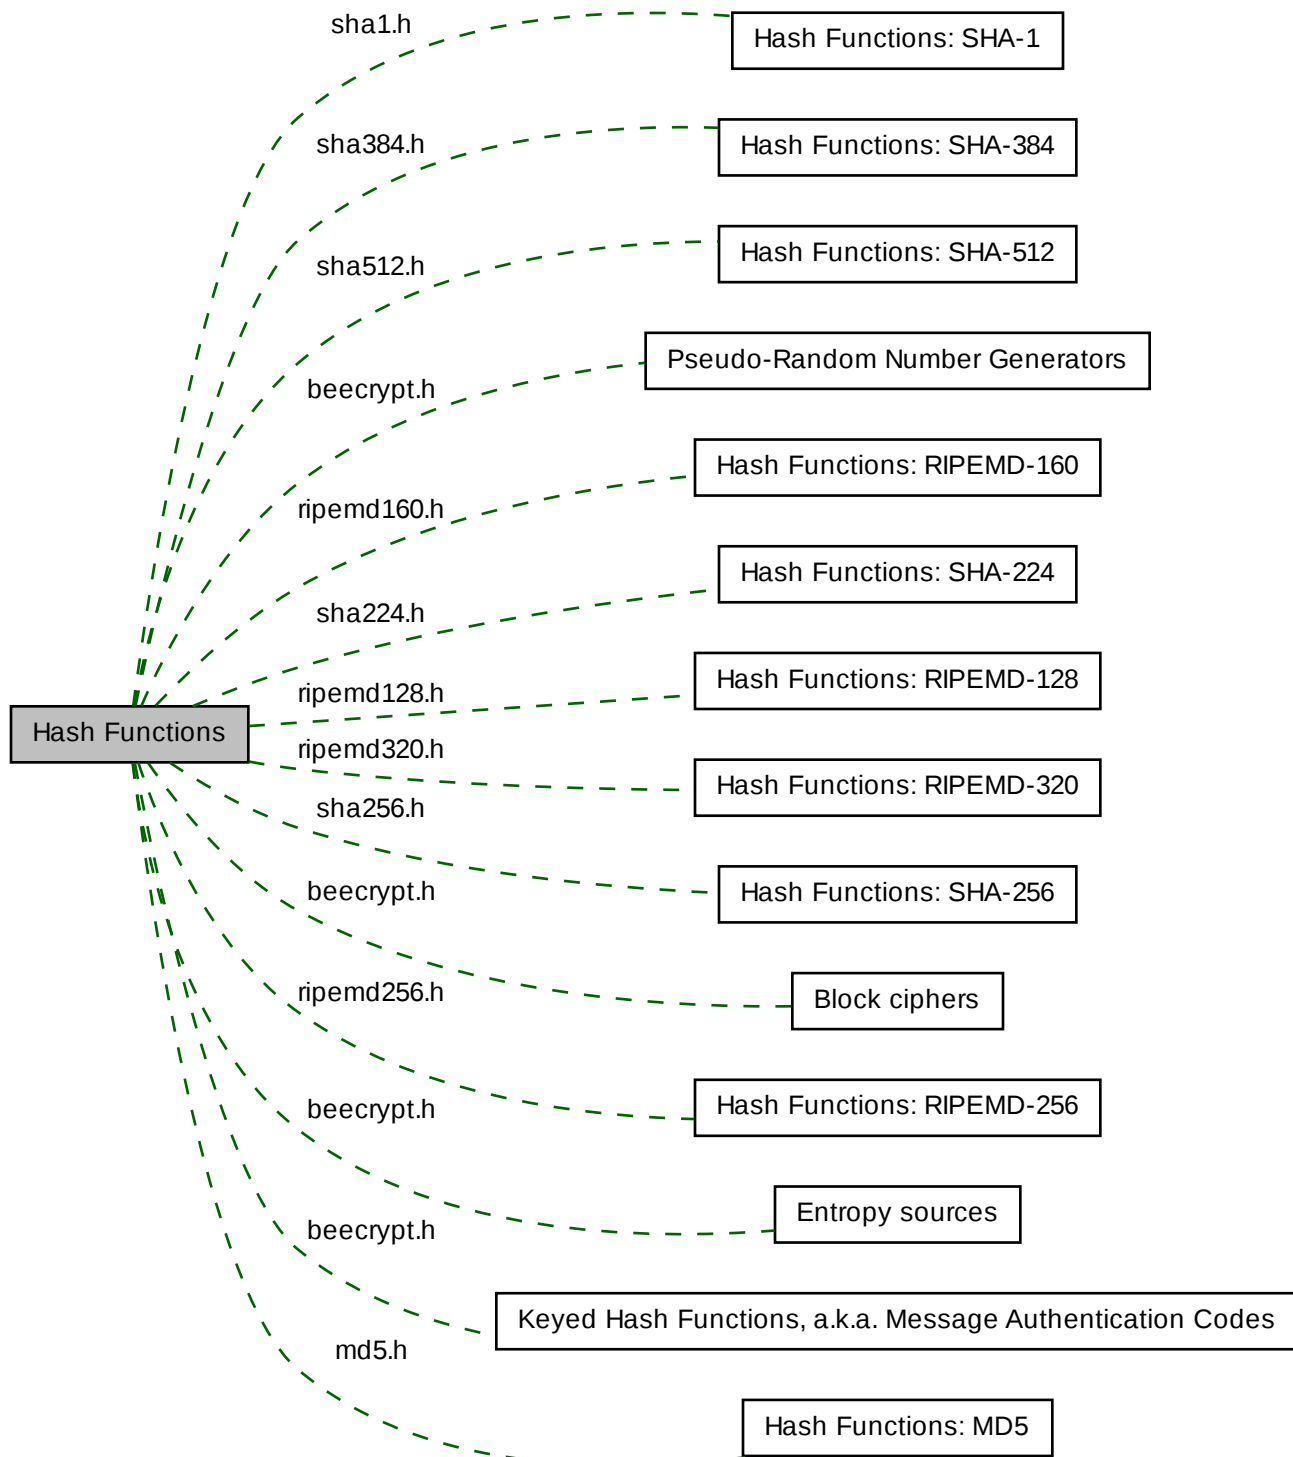 sha1.h
Hash Functions: SHA-1
sha384.h
Hash Functions: SHA-384
sha512.h
Hash Functions: SHA-512
beecrypt.h
Pseudo-Random Number Generators
ripemd160.h
Hash Functions: RIPEMD-160
sha224.h
Hash Functions: SHA-224
ripemd128.h
Hash Functions: RIPEMD-128
Hash Functions
ripemd320.h
Hash Functions: RIPEMD-320
sha256.h
Hash Functions: SHA-256
beecrypt.h
Block ciphers
ripemd256.h
Hash Functions: RIPEMD-256
beecrypt.h
Entropy sources
beecrypt.h
Keyed Hash Functions, a.k.a. Message Authentication Codes
md5.h
Hash Functions: MD5